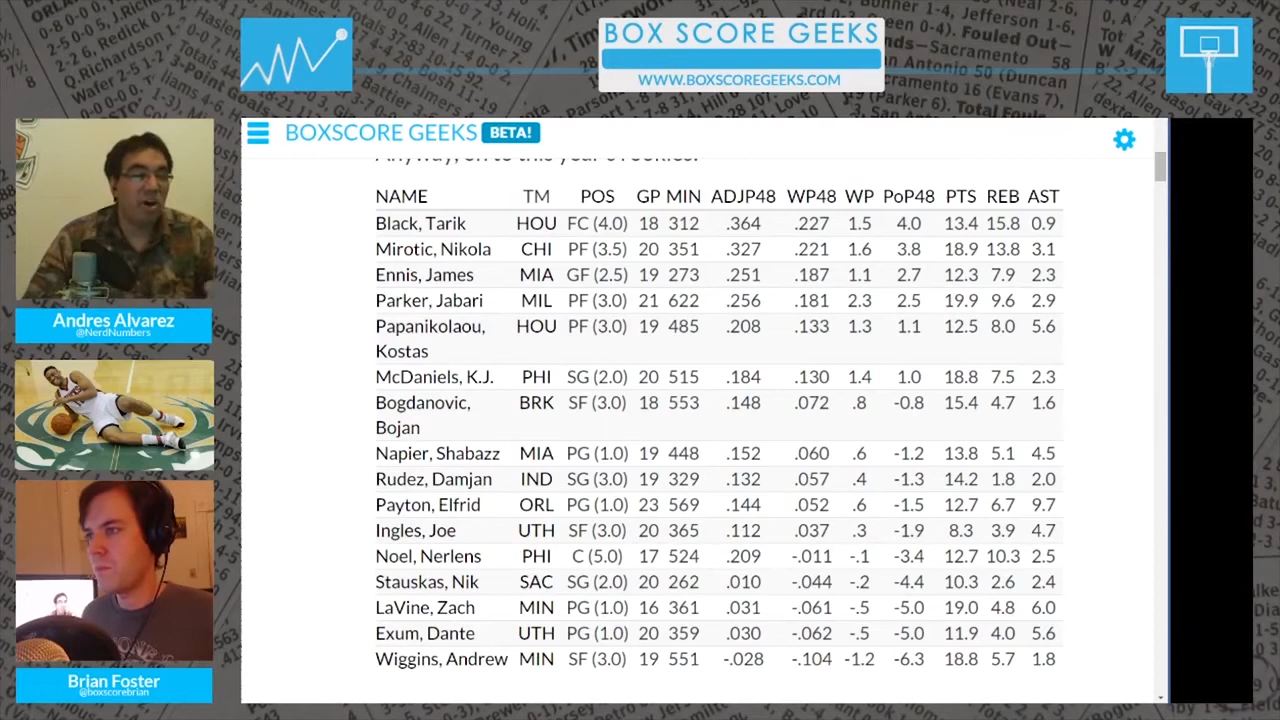 BOX SCORE GEEKS
WWW.BOXSCOREGEEKS.COM
BOXSCORE GEEKS BETA!
Anyway, on to this year's rookies.
NAME TM POS GP MIN ADJP48 WP48 WP PoP48 PTS REB AST
Black, Tarik HOU FC (4.0) 18 312 .364 .227 1.5 4.0 13.4 15.8 0.9
Mirotic, Nikola CHI PF (3.5) 20 351 .327 .221 1.6 3.8 18.9 13.8 3.1
Ennis, James MIA GF (2.5) 19 273 .251 .187 1.1 2.7 12.3 7.9 2.3
Parker, Jabari MIL PF (3.0) 21 622 .256 .181 2.3 2.5 19.9 9.6 2.9
Papanikolaou, HOU PF (3.0) 19 485 .208 .133 1.3 1.1 12.5 8.0 5.6
Kostas
McDaniels, K.J. PHI SG (2.0) 20 515 .184 .130 1.4 1.0 18.8 7.5 2.3
Bogdanovic, BRK SF (3.0) 18 553 .148 .072 .8 -0.8 15.4 4.7 1.6
Bojan
Napier, Shabazz MIA PG (1.0) 19 448 .152 .060 .6 -1.2 13.8 5.1 4.5
Rudez, Damjan IND SG (3.0) 19 329 .132 .057 .4 -1.3 14.2 1.8 2.0
Payton, Elfrid ORL PG (1.0) 23 569 .144 .052 .6 -1.5 12.7 6.7 9.7
Ingles, Joe UTH SF (3.0) 20 365 .112 .037 .3 -1.9 8.3 3.9 4.7
Noel, Nerlens PHI C (5.0) 17 524 .209 -.011 -.1 -3.4 12.7 10.3 2.5
Stauskas, Nik SAC SG (2.0) 20 262 .010 -.044 -.2 -4.4 10.3 2.6 2.4
LaVine, Zach MIN PG (1.0) 16 361 .031 -.061 -.5 -5.0 19.0 4.8 6.0
Exum, Dante UTH PG (1.0) 20 359 .030 -.062 -.5 -5.0 11.9 4.0 5.6
Wiggins, Andrew MIN SF (3.0) 19 551 -.028 -.104 -1.2 -6.3 18.8 5.7 1.8
Andres Alvarez
@NerdNumbers
Brian Foster
@boxscorebrian